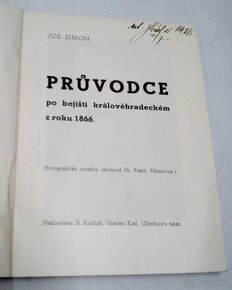 JOS. SIMON
PRŮVODCE
po bojišti královéhradeckém
z roku 1866.
(Fotografické snímky zhotovil Dr. Frant. Němeček.)
Nakladatel St. Kuchař, Hradec Král., Ulrichovo nám.